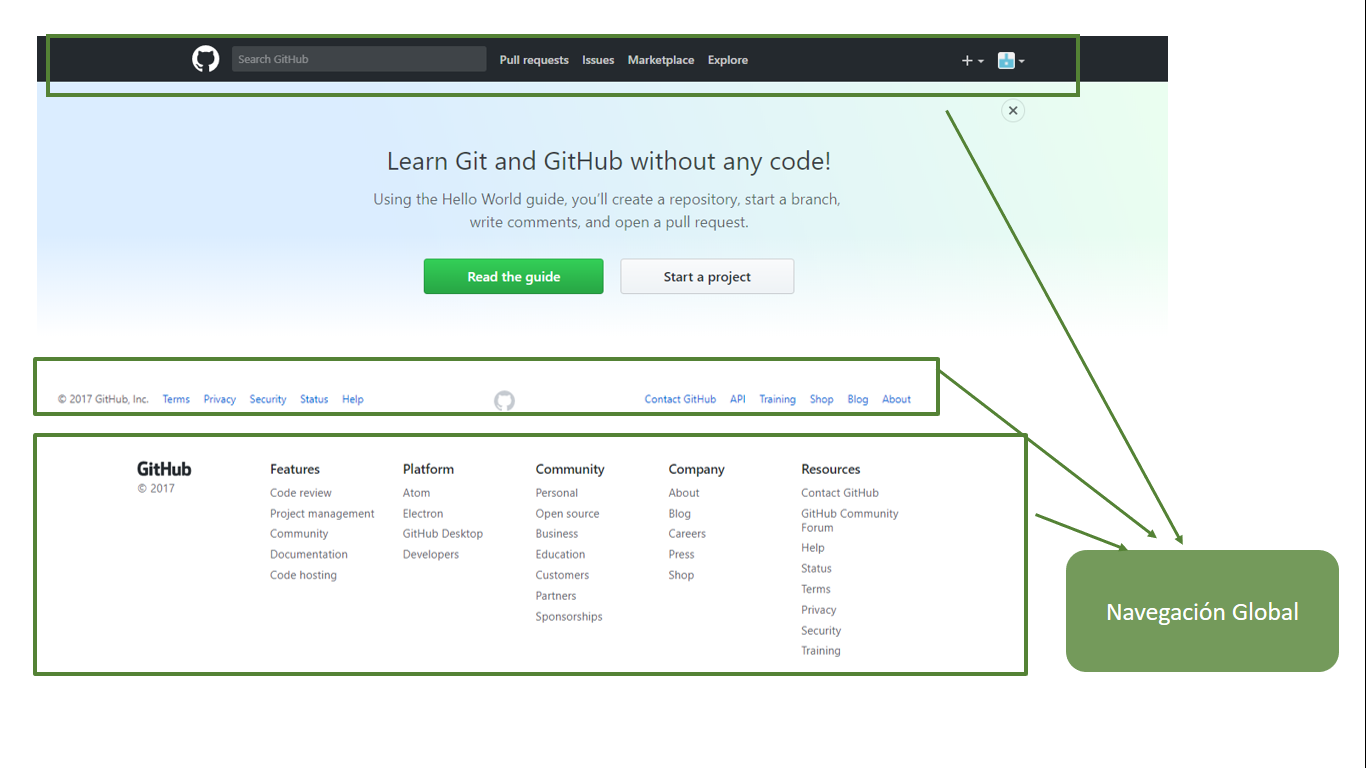 Search GitHub Pull requests Issues Marketplace Explore
Learn Git and GitHub without any code!
Using the Hello World guide, you'll create a repository, start a branch,
write comments, and open a pull request.
Read the guide Start a project
© 2017 GitHub, Inc. Terms Privacy Security Status Help Contact GitHub API Training Shop Blog About
GitHub
© 2017
Features
Code review
Project management
Community
Documentation
Code hosting
Platform
Atom
Electron
GitHub Desktop
Developers
Community
Personal
Open source
Business
Education
Customers
Partners
Sponsorships
Company
About
Blog
Careers
Press
Shop
Resources
Contact GitHub
GitHub Community
Forum
Help
Status
Terms
Privacy
Security
Training
Navegación Global